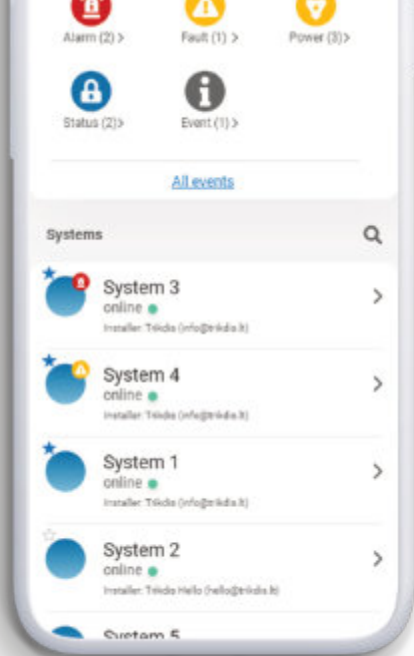 Alarm (2) >
Fault (1) >
Power (3)>
Status (2)>
Event (1) >
All events
Systems
System 3
online
Installer: Trikdis (info@trikdis.lt)
System 4
online
Installer: Trikdis (info@trikdis.lt)
System 1
online
Installer: Trikdis (info@trikdis.lt)
System 2
online
Installer: Trikdis Hello (hello@trikdis.lt)
System 5